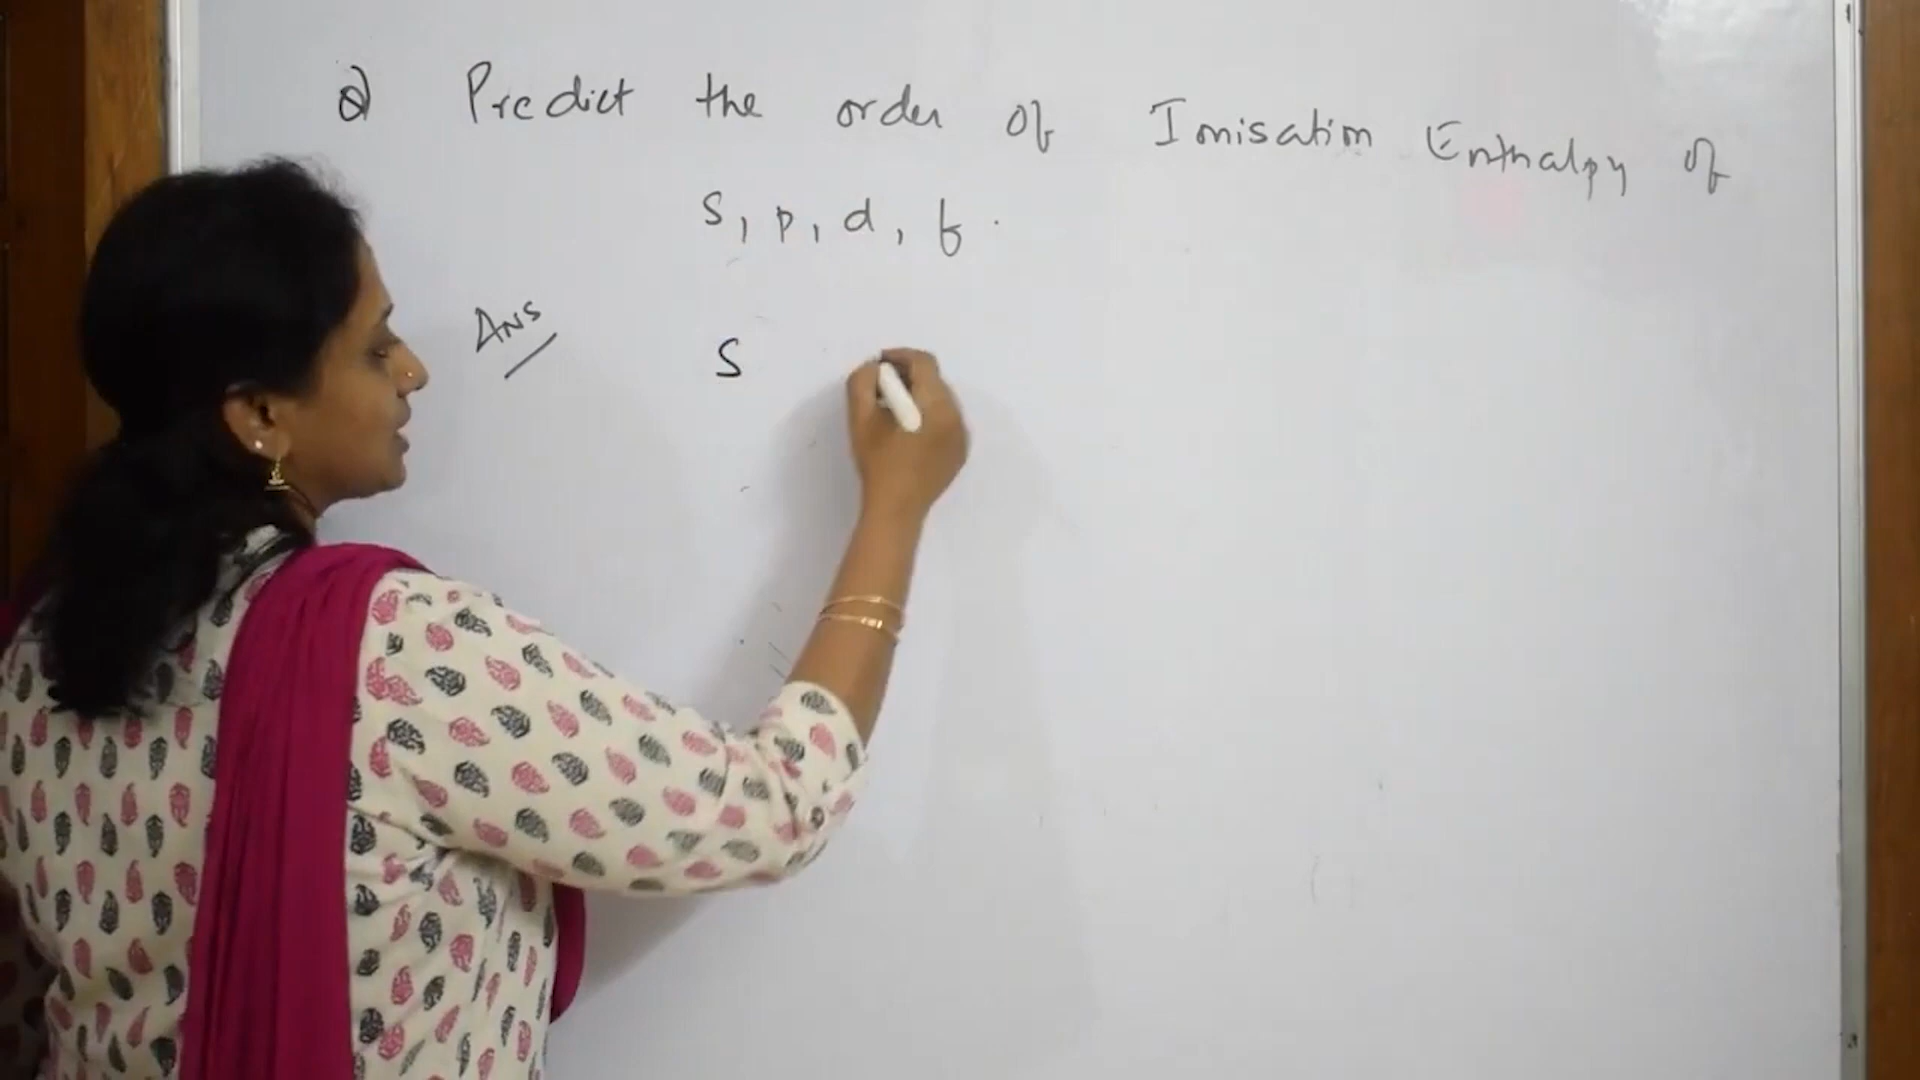 Q Predict the order of Ionisation Enthalpy of
s, p, d, f.
Ans S